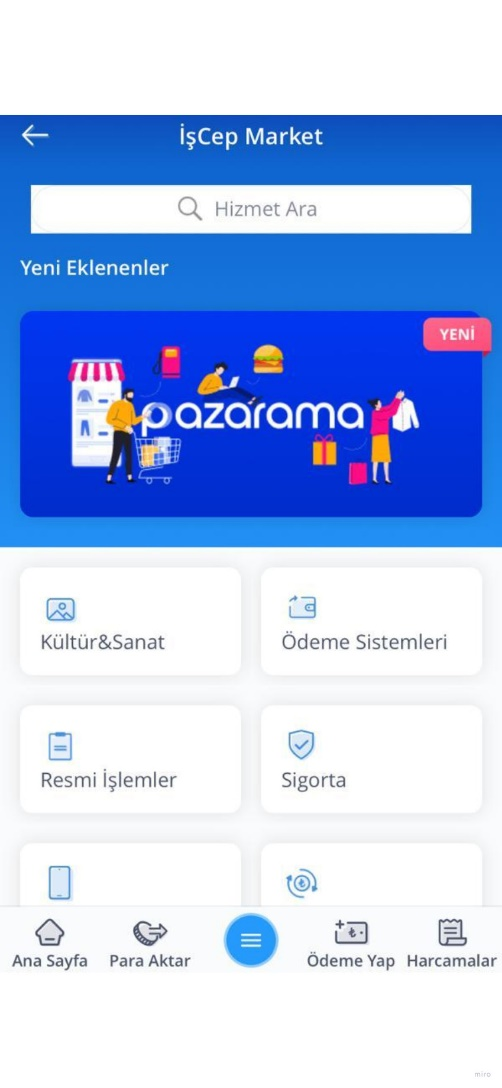 İşCep Market
Hizmet Ara
Yeni Eklenenler
YENİ
pazarama
Kültür&Sanat
Ödeme Sistemleri
Resmi İşlemler
Sigorta
Ana Sayfa
Para Aktar
Ödeme Yap
Harcamalar
miro